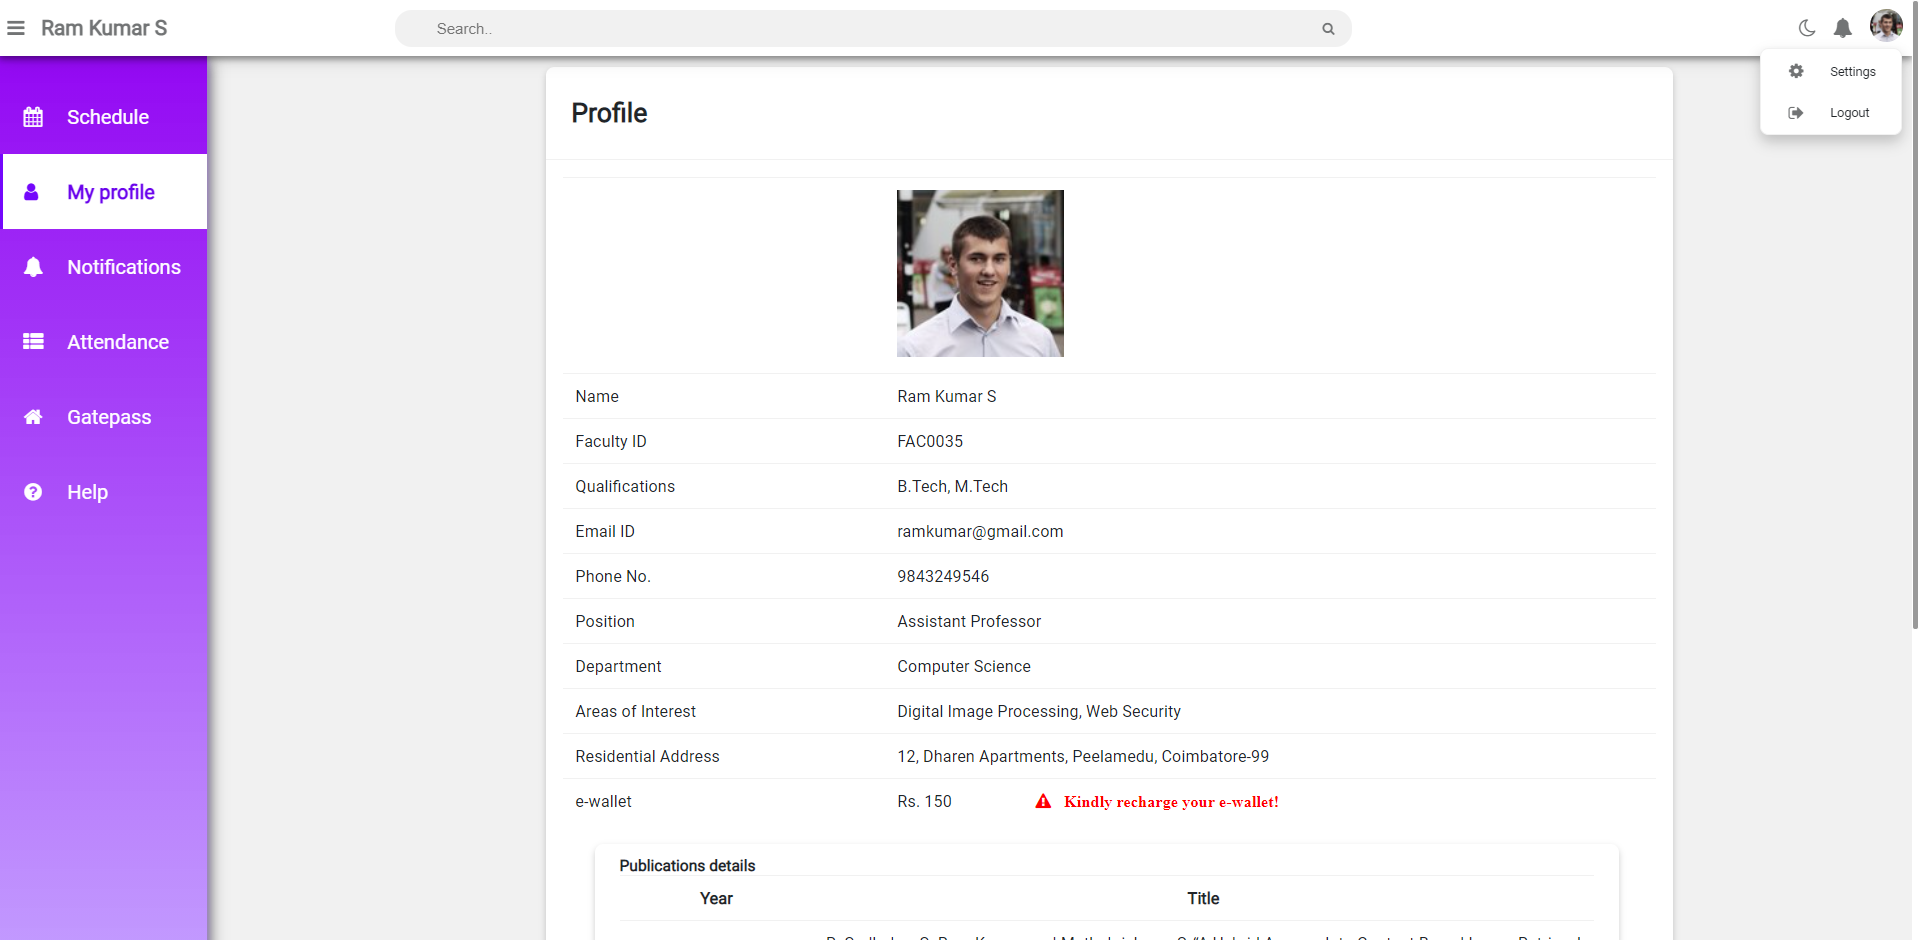 Ram Kumar S
Search..
Settings
Logout
Schedule
My profile
Notifications
Attendance
Gatepass
Help
Profile
Name Ram Kumar S
Faculty ID FAC0035
Qualifications B.Tech, M.Tech
Email ID ramkumar@gmail.com
Phone No. 9843249546
Position Assistant Professor
Department Computer Science
Areas of Interest Digital Image Processing, Web Security
Residential Address 12, Dharen Apartments, Peelamedu, Coimbatore-99
e-wallet Rs. 150 Kindly recharge your e-wallet!
Publications details
Year Title